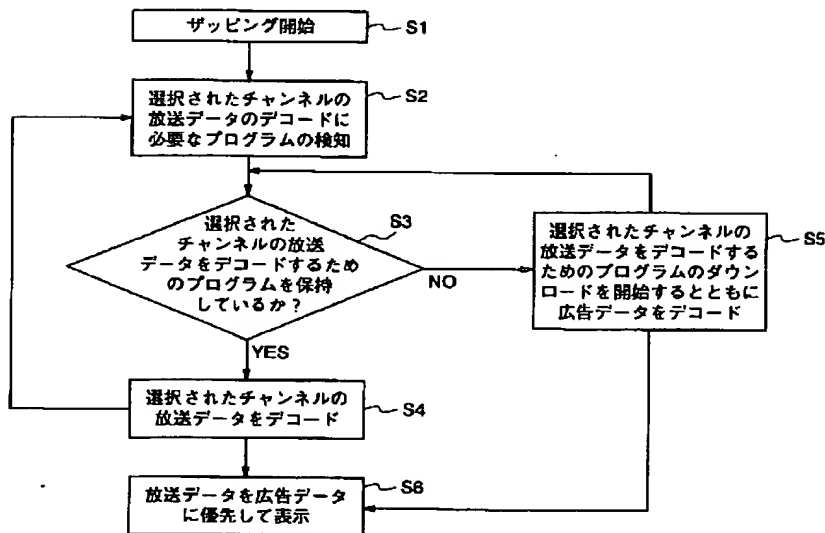 ザッピング開始
S1
選択されたチャンネルの
放送データのデコードに
必要なプログラムの検知
S2
選択された
チャンネルの放送
データをデコードするため
のプログラムを保持
しているか？
S3
NO
選択されたチャンネルの
放送データをデコードする
ためのプログラムのダウン
ロードを開始するとともに
広告データをデコード
S5
YES
選択されたチャンネルの
放送データをデコード
S4
放送データを広告データ
に優先して表示
S6